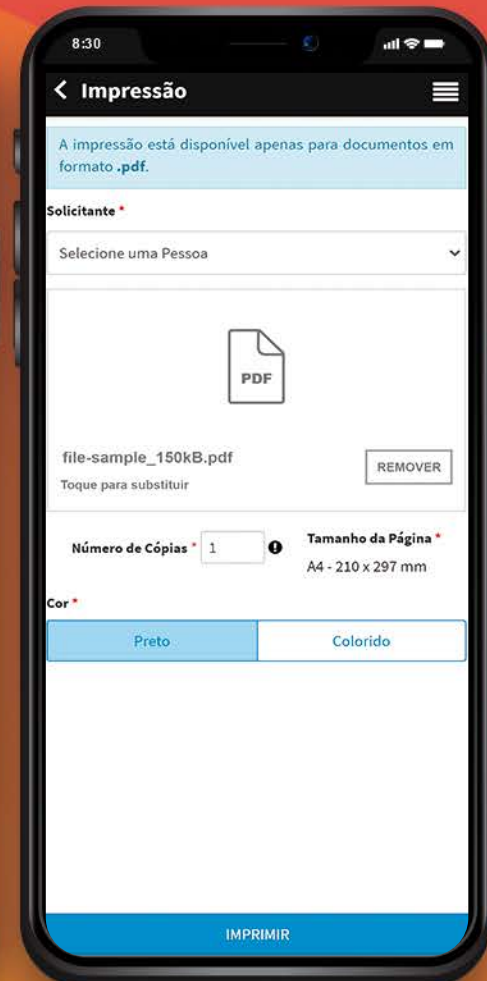 8:30
Impressão
A impressão está disponível apenas para documentos em
formato .pdf.
Solicitante *
Selecione uma Pessoa
PDF
file-sample_150kB.pdf
Toque para substituir
REMOVER
Número de Cópias * 1
Tamanho da Página *
A4 - 210 x 297 mm
Cor *
Preto
Colorido
IMPRIMIR